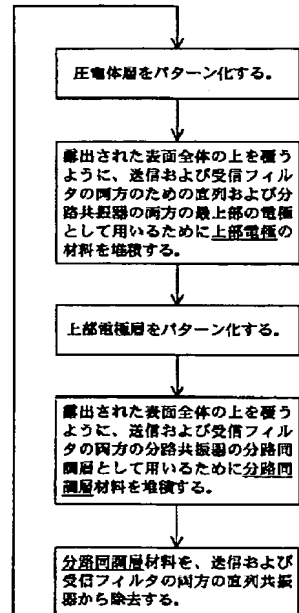 圧電体層をパターン化する。
露出された表面全体の上を覆う
ように、送信および受信フィル
タの両方のための直列および分
路共振器の両方の最上部の電極
として用いるために上部電極の
材料を堆積する。
上部電極層をパターン化する。
露出された表面全体の上を覆う
ように、送信および受信フィル
タの両方の分路共振器の分路同
調層として用いるために分路同
調層材料を堆積する。
分路同調層材料を、送信および
受信フィルタの両方の直列共振
器から除去する。